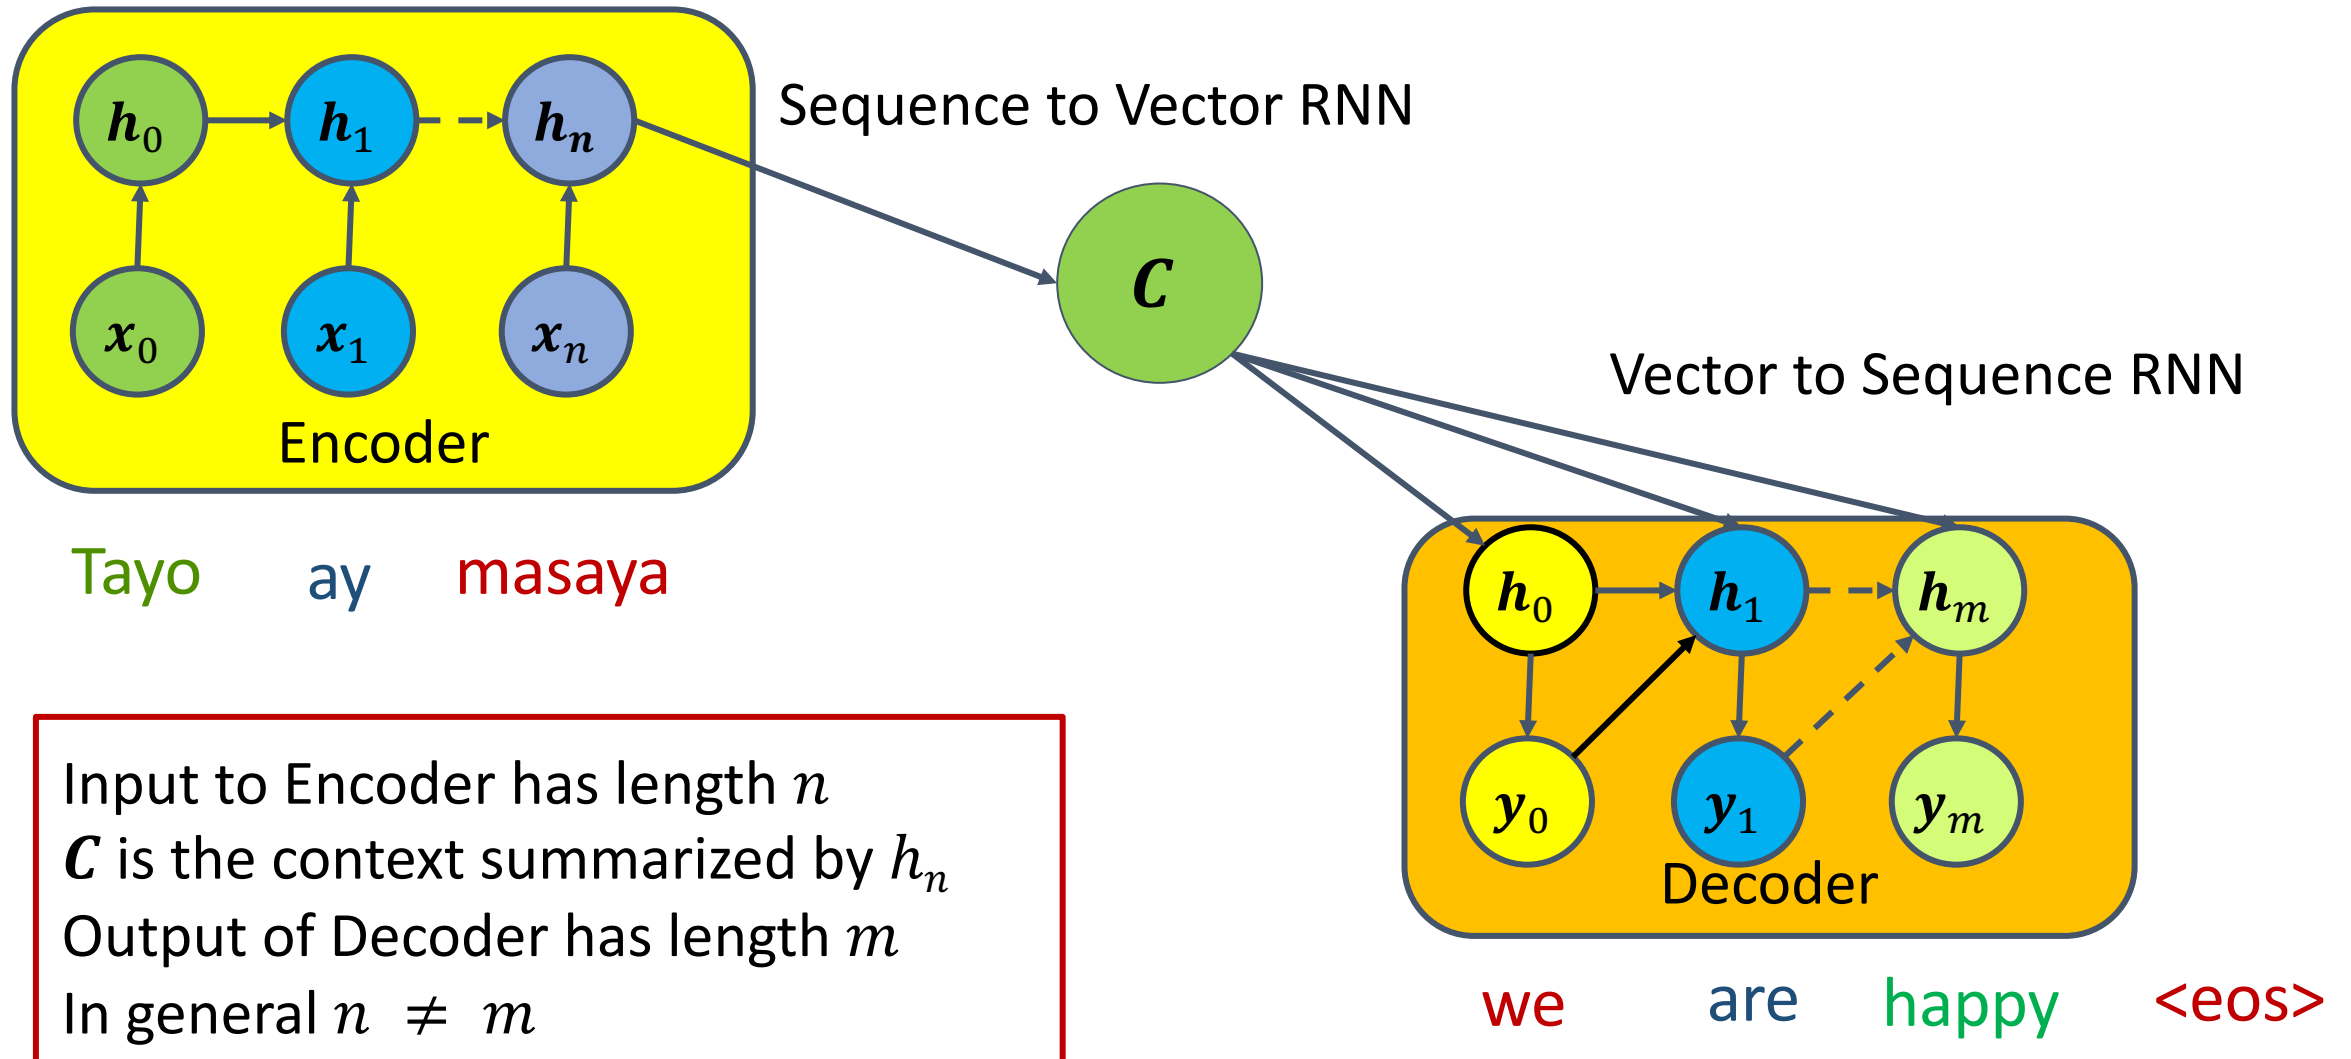 h₀ h₁ hₙ
Sequence to Vector RNN
x₀ x₁ xₙ
Encoder
C
Vector to Sequence RNN
Tayo ay masaya
h₀ h₁ hₘ
y₀ y₁ yₘ
Decoder
we are happy <eos>
Input to Encoder has length n
C is the context summarized by hₙ
Output of Decoder has length m
In general n ≠ m